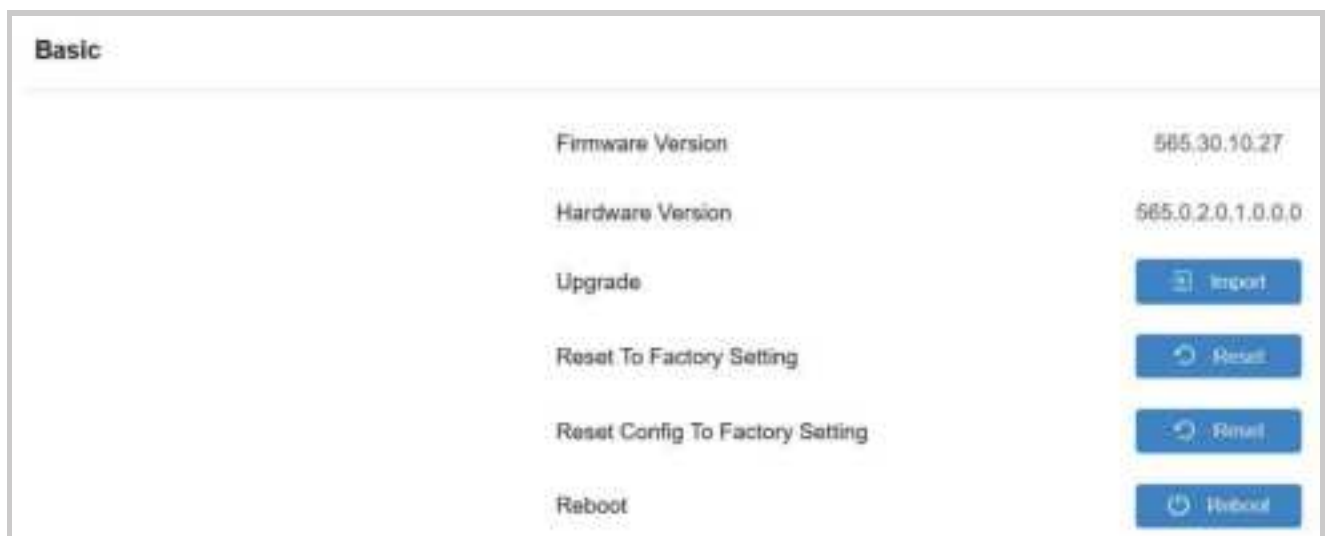 Basic
Firmware Version 565.30.10.27
Hardware Version 565.0.2.0.1.0.0.0
Upgrade Import
Reset To Factory Setting Reset
Reset Config To Factory Setting Reset
Reboot Reboot